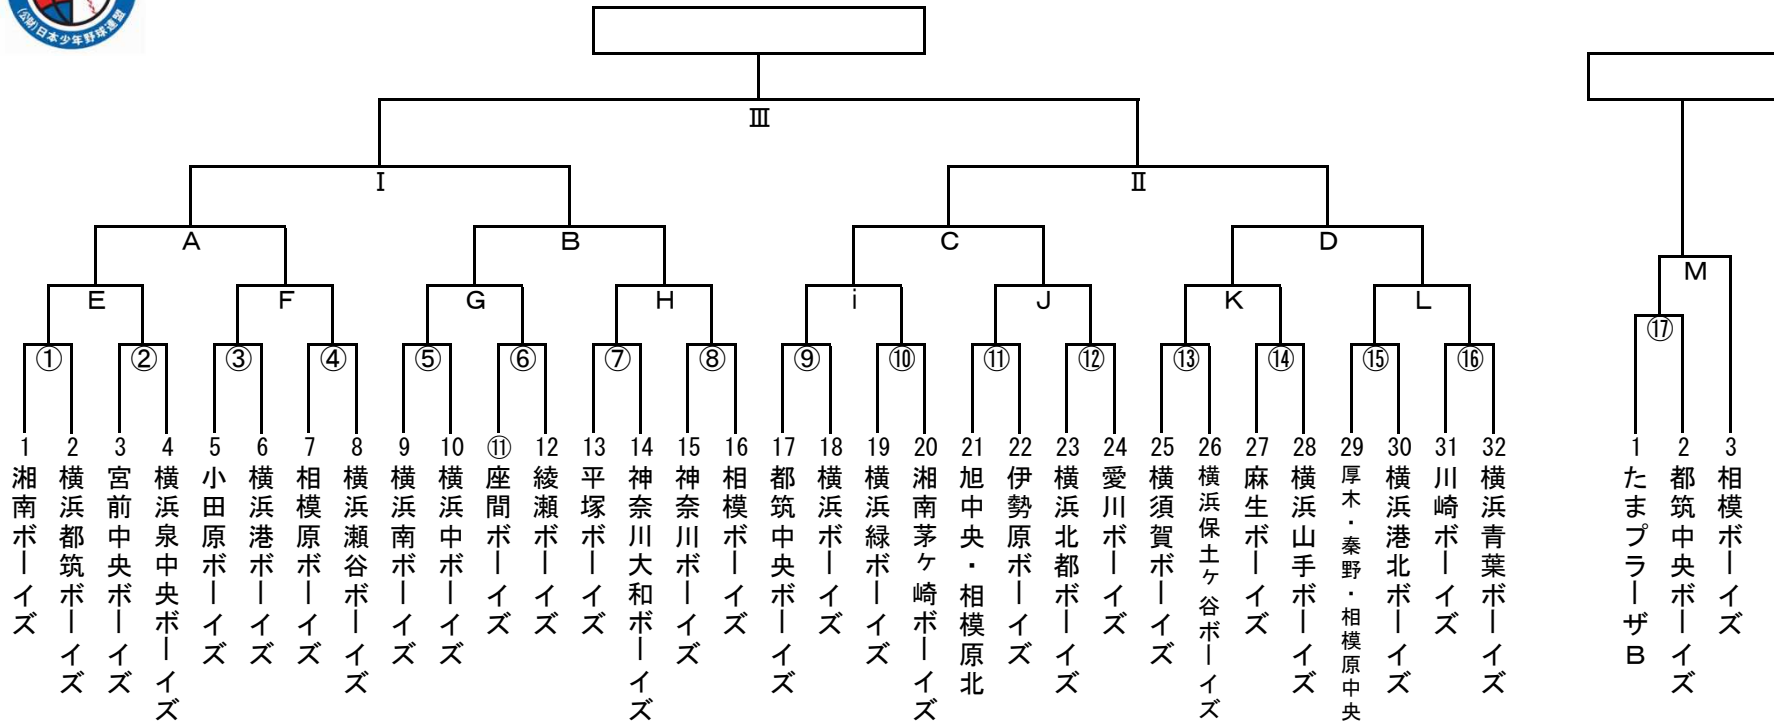 (公財)日本少年野球連盟
Ⅲ
Ⅰ
Ⅱ
A
B
C
D
M
E
F
G
H
i
J
K
L
⑰
①
②
③
④
⑤
⑥
⑦
⑧
⑨
⑩
⑪
⑫
⑬
⑭
⑮
⑯
1 湘南ボーイズ
2 横浜都筑ボーイズ
3 宮前中央ボーイズ
4 横浜泉中央ボーイズ
5 小田原ボーイズ
6 横浜港ボーイズ
7 相模原ボーイズ
8 横浜瀬谷ボーイズ
9 横浜南ボーイズ
10 横浜中ボーイズ
⑪ 座間ボーイズ
12 綾瀬ボーイズ
13 平塚ボーイズ
14 神奈川大和ボーイズ
15 神奈川ボーイズ
16 相模ボーイズ
17 都筑中央ボーイズ
18 横浜ボーイズ
19 横浜緑ボーイズ
20 湘南茅ケ崎ボーイズ
21 旭中央・相模原北
22 伊勢原ボーイズ
23 横浜北都ボーイズ
24 愛川ボーイズ
25 横須賀ボーイズ
26 横浜保土ヶ谷ボーイズ
27 麻生ボーイズ
28 横浜山手ボーイズ
29 厚木・秦野・相模原中央
30 横浜港北ボーイズ
31 川崎ボーイズ
32 横浜青葉ボーイズ
1 たまプラーザB
2 都筑中央ボーイズ
3 相模ボーイズ